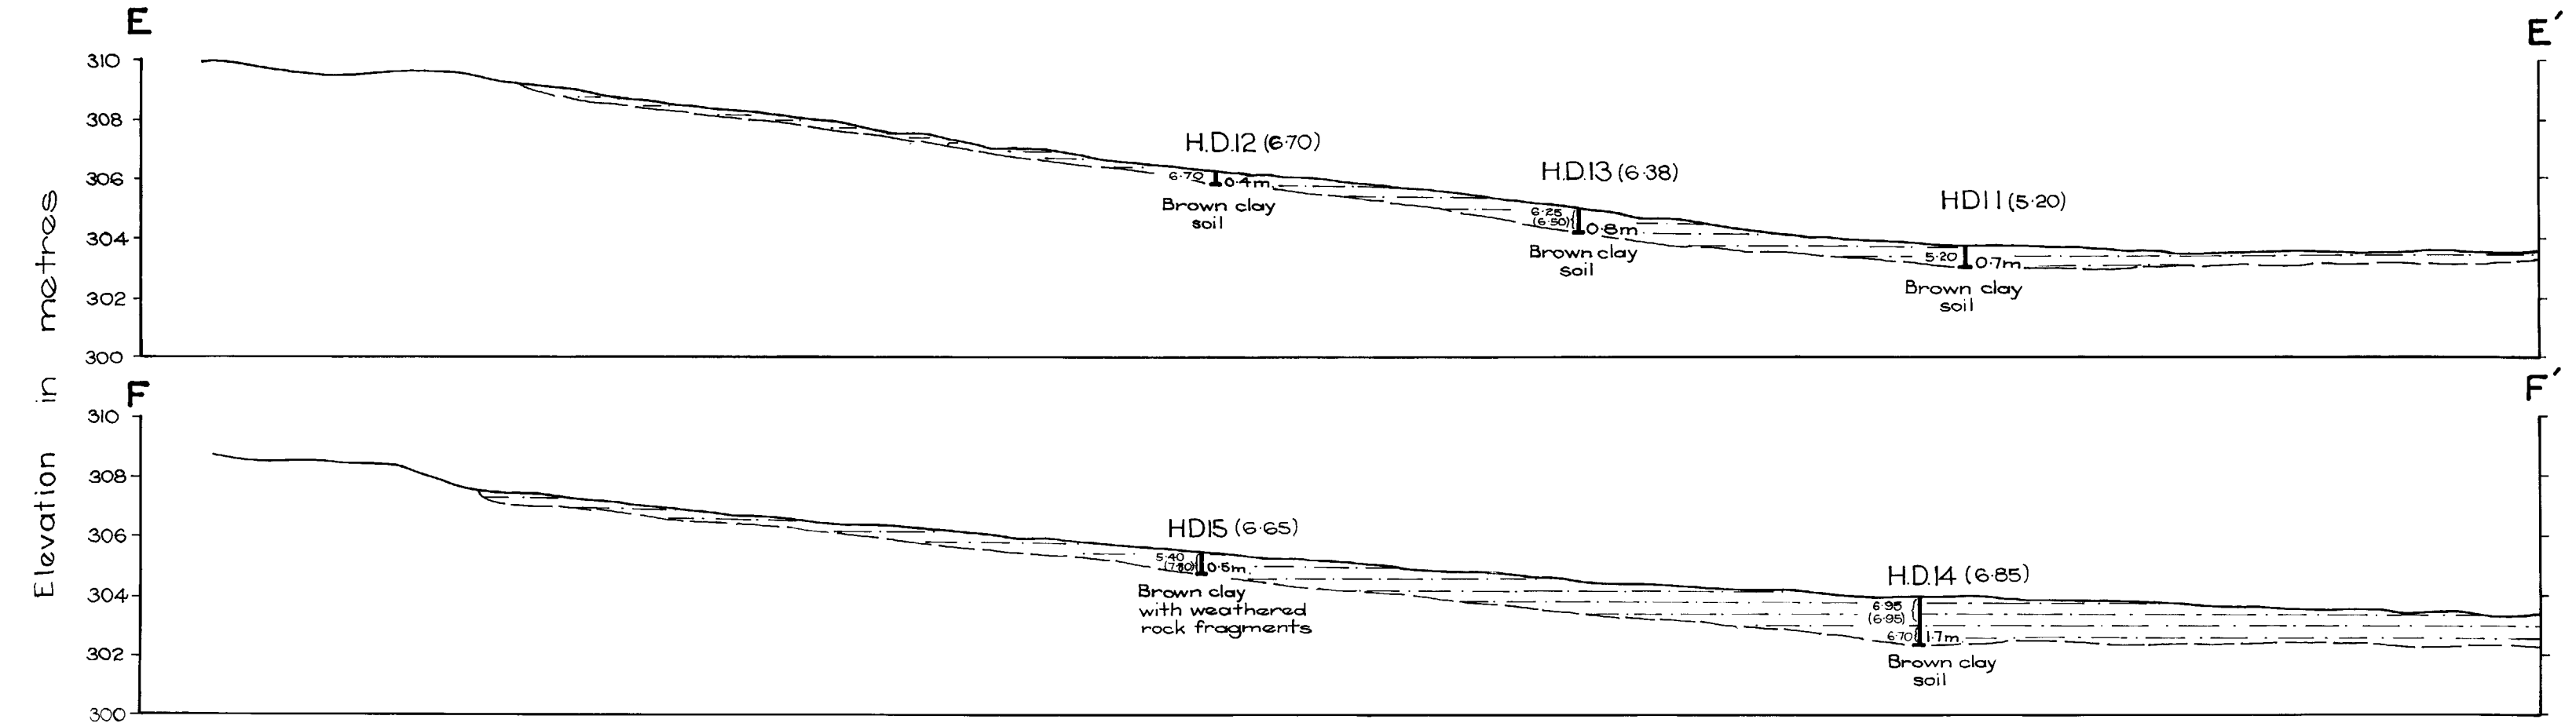 E
E′
310
308
306
304
302
300
H.D.12 (6·70)
6·70
0·4m
Brown clay
soil
H.D.13 (6·38)
6·25
(6·50)
0·8m
Brown clay
soil
HD11 (5·20)
5·20
0·7m
Brown clay
soil
Elevation in metres
F
F′
310
308
306
304
302
300
HD15 (6·65)
5·40
0·5m
Brown clay
with weathered
rock fragments
H.D.14 (6·85)
6·95
(6·95)
6·70
1·7m
Brown clay
soil